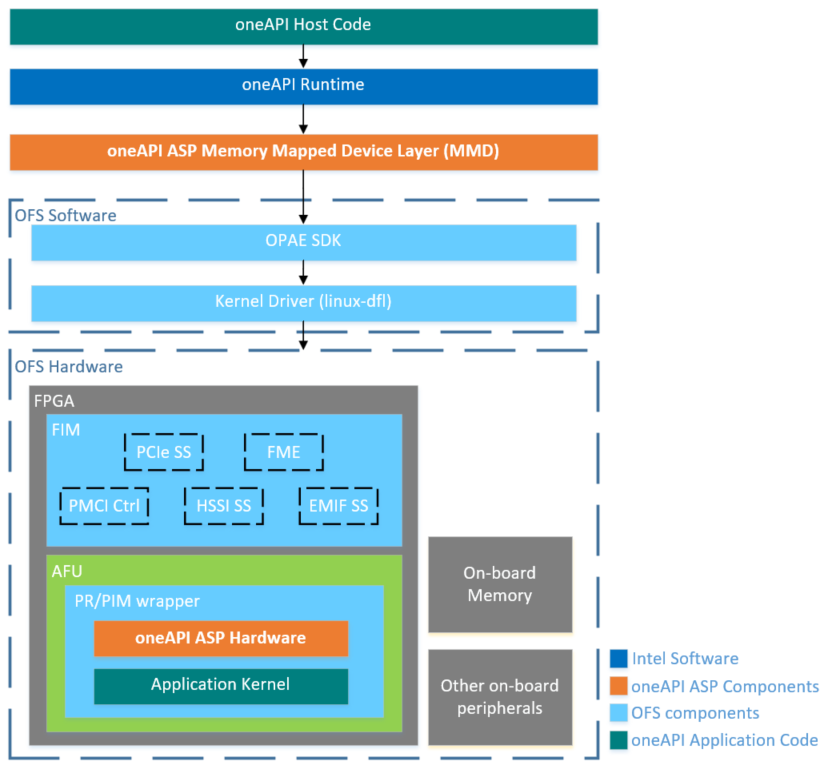 oneAPI Host Code
oneAPI Runtime
oneAPI ASP Memory Mapped Device Layer (MMD)
OFS Software
OPAE SDK
Kernel Driver (linux-dfl)
OFS Hardware
FPGA
FIM
PCIe SS
FME
PMCI Ctrl
HSSI SS
EMIF SS
AFU
PR/PIM wrapper
oneAPI ASP Hardware
Application Kernel
On-board
Memory
Other on-board
peripherals
Intel Software
oneAPI ASP Components
OFS components
oneAPI Application Code